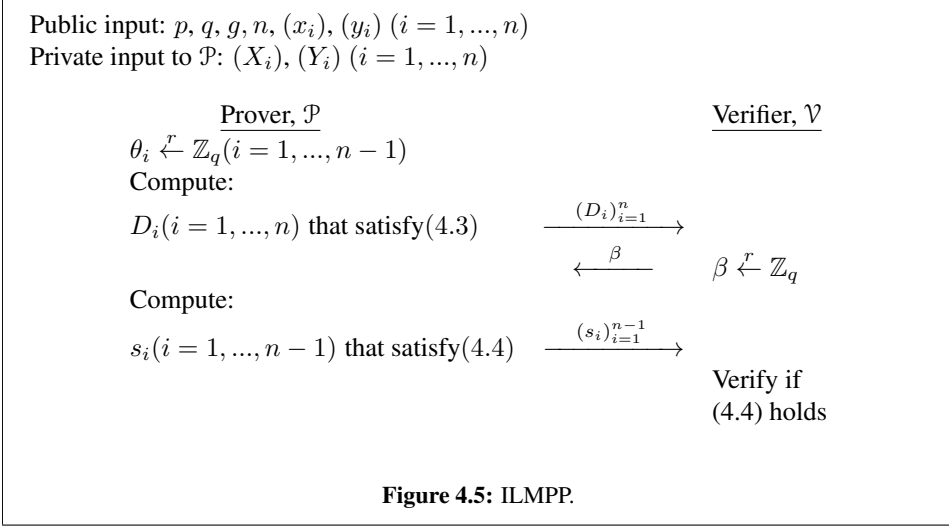 Public input: p, q, g, n, (x_i), (y_i) (i = 1, ..., n)
Private input to 𝒫: (X_i), (Y_i) (i = 1, ..., n)
Prover, 𝒫 Verifier, 𝒱
θ_i ←^r ℤ_q(i = 1, ..., n − 1)
Compute:
D_i(i = 1, ..., n) that satisfy(4.3) (D_i)_{i=1}^n →
← β β ←^r ℤ_q
Compute:
s_i(i = 1, ..., n − 1) that satisfy(4.4) (s_i)_{i=1}^{n−1} →
Verify if
(4.4) holds
Figure 4.5: ILMPP.